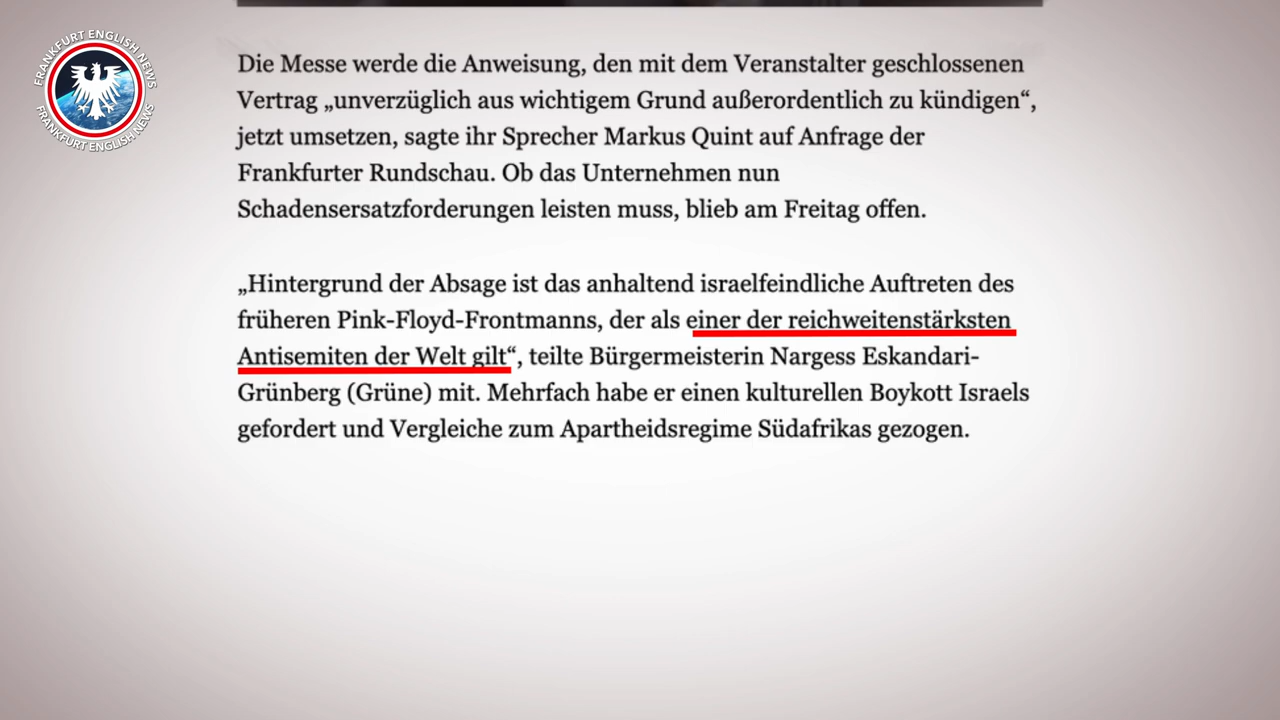 FRANKFURT ENGLISH NEWS
FRANKFURT ENGLISH NEWS
Die Messe werde die Anweisung, den mit dem Veranstalter geschlossenen
Vertrag „unverzüglich aus wichtigem Grund außerordentlich zu kündigen“,
jetzt umsetzen, sagte ihr Sprecher Markus Quint auf Anfrage der
Frankfurter Rundschau. Ob das Unternehmen nun
Schadensersatzforderungen leisten muss, blieb am Freitag offen.
„Hintergrund der Absage ist das anhaltend israelfeindliche Auftreten des
früheren Pink-Floyd-Frontmanns, der als einer der reichweitenstärksten
Antisemiten der Welt gilt“, teilte Bürgermeisterin Nargess Eskandari-
Grünberg (Grüne) mit. Mehrfach habe er einen kulturellen Boykott Israels
gefordert und Vergleiche zum Apartheidsregime Südafrikas gezogen.